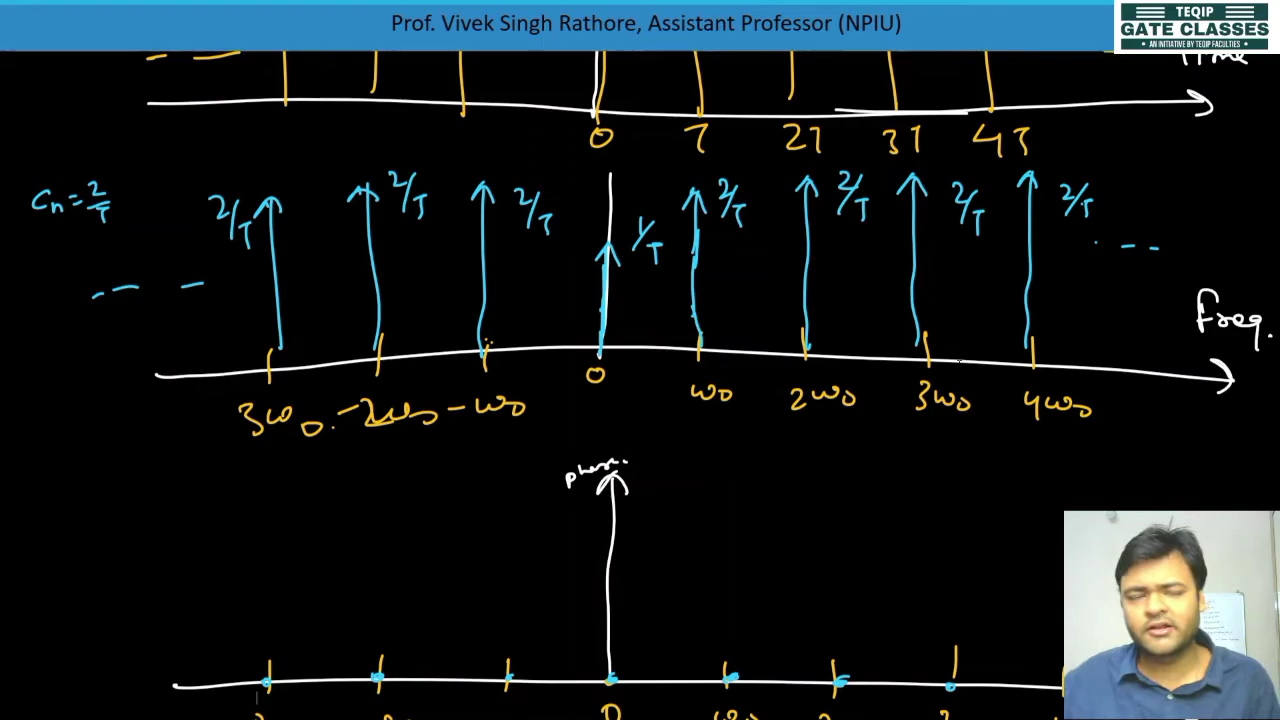 Prof. Vivek Singh Rathore, Assistant Professor (NPIU)
TEQIP
GATE CLASSES
• AN INITIATIVE BY TEQIP FACULTIES •
Time
0 T 2T 3T 4T
Cn = 2/T
2/T 2/T 2/T 1/T 2/T 2/T 2/T 2/T
Freq.
3ω0 -2ω0 -ω0 0 ω0 2ω0 3ω0 4ω0
phase.
0